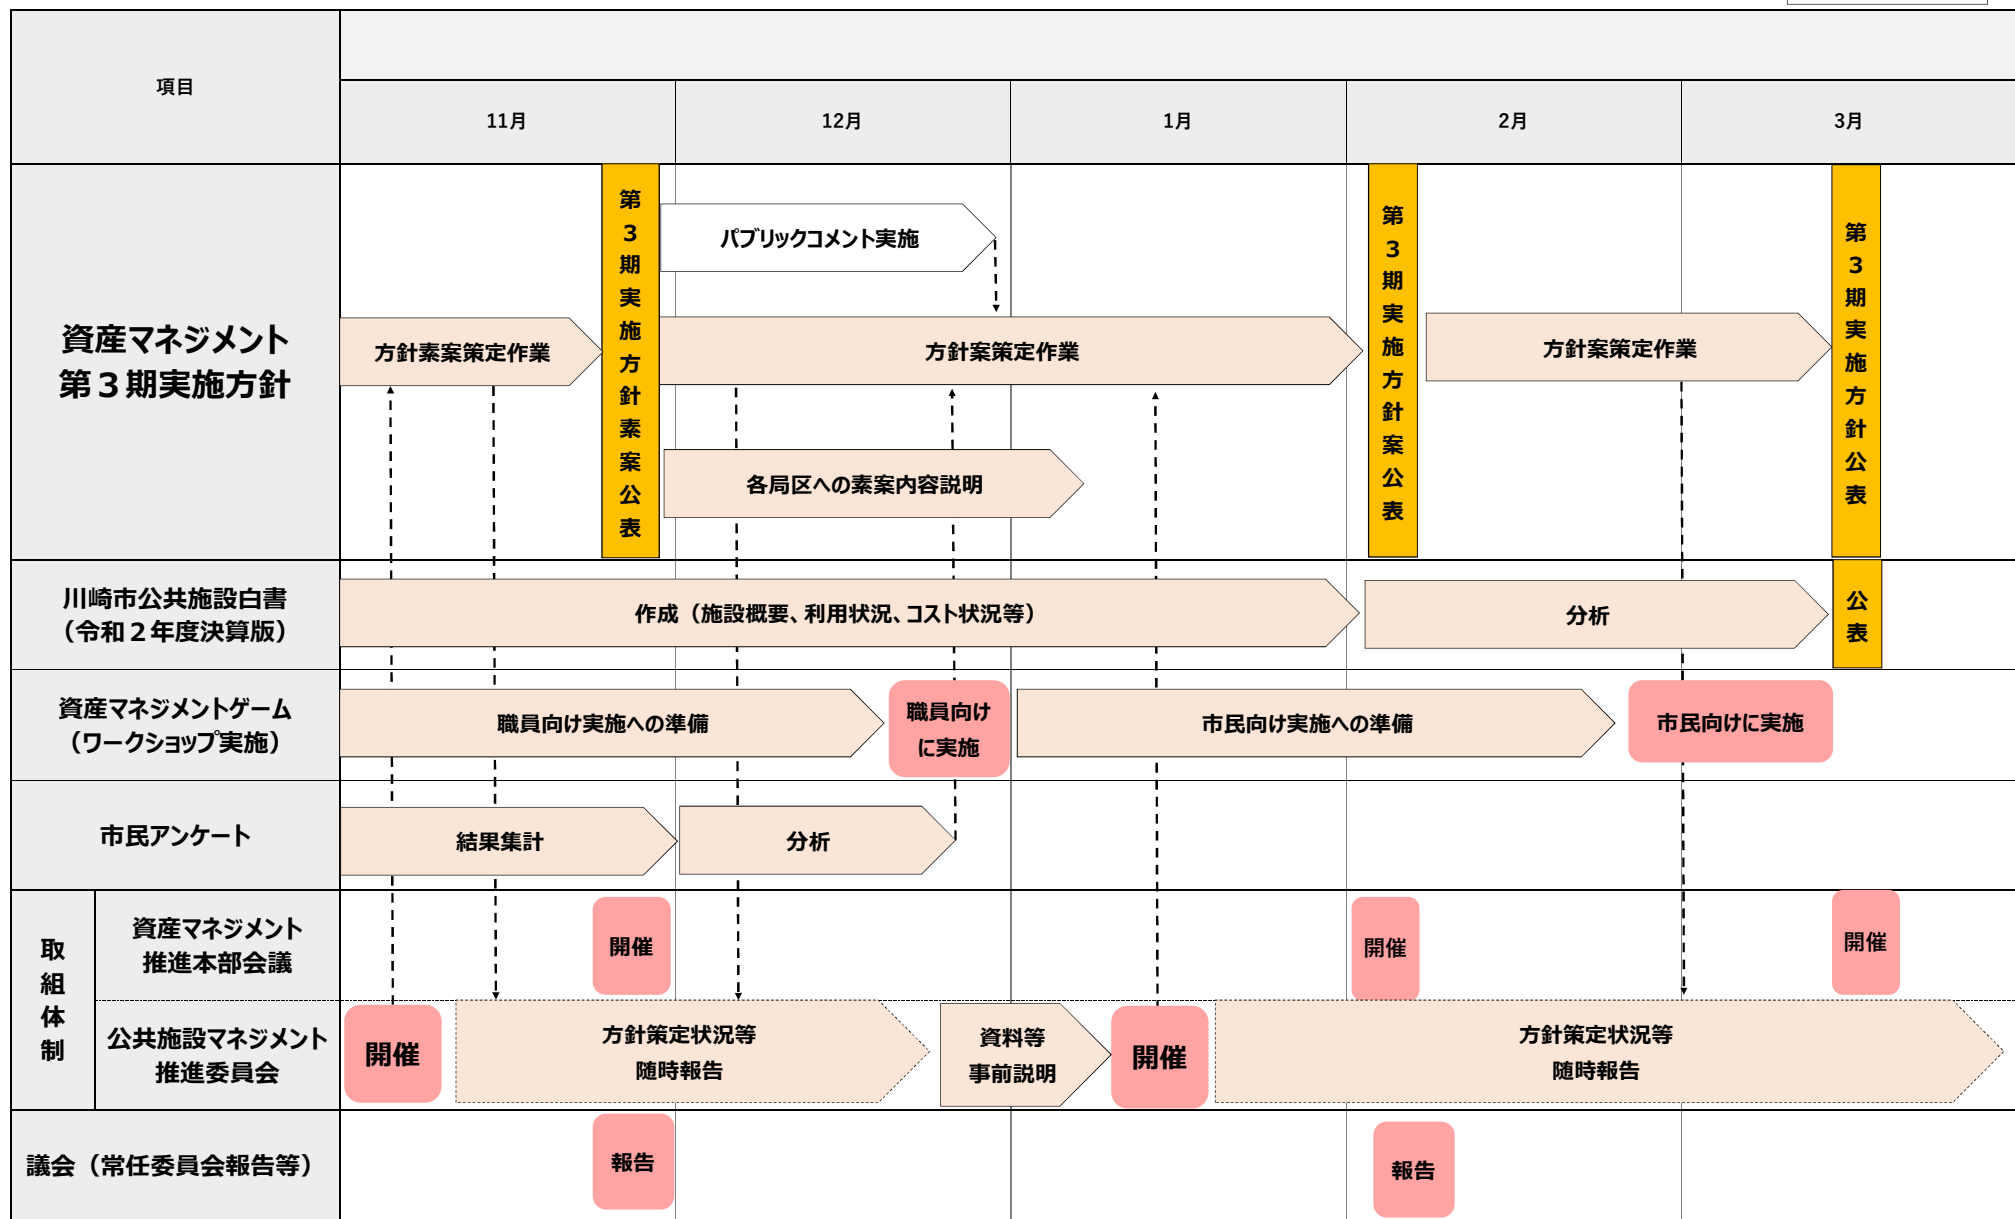 項目
11月
12月
1月
2月
3月
資産マネジメント
第３期実施方針
方針素案策定作業
第３期実施方針素案公表
パブリックコメント実施
方針案策定作業
各局区への素案内容説明
第３期実施方針案公表
方針案策定作業
第３期実施方針公表
川崎市公共施設白書
（令和２年度決算版）
作成（施設概要、利用状況、コスト状況等）
分析
公表
資産マネジメントゲーム
（ワークショップ実施）
職員向け実施への準備
職員向け
に実施
市民向け実施への準備
市民向けに実施
市民アンケート
結果集計
分析
取組体制
資産マネジメント
推進本部会議
開催
開催
開催
公共施設マネジメント
推進委員会
開催
方針策定状況等
随時報告
資料等
事前説明
開催
方針策定状況等
随時報告
議会（常任委員会報告等）
報告
報告